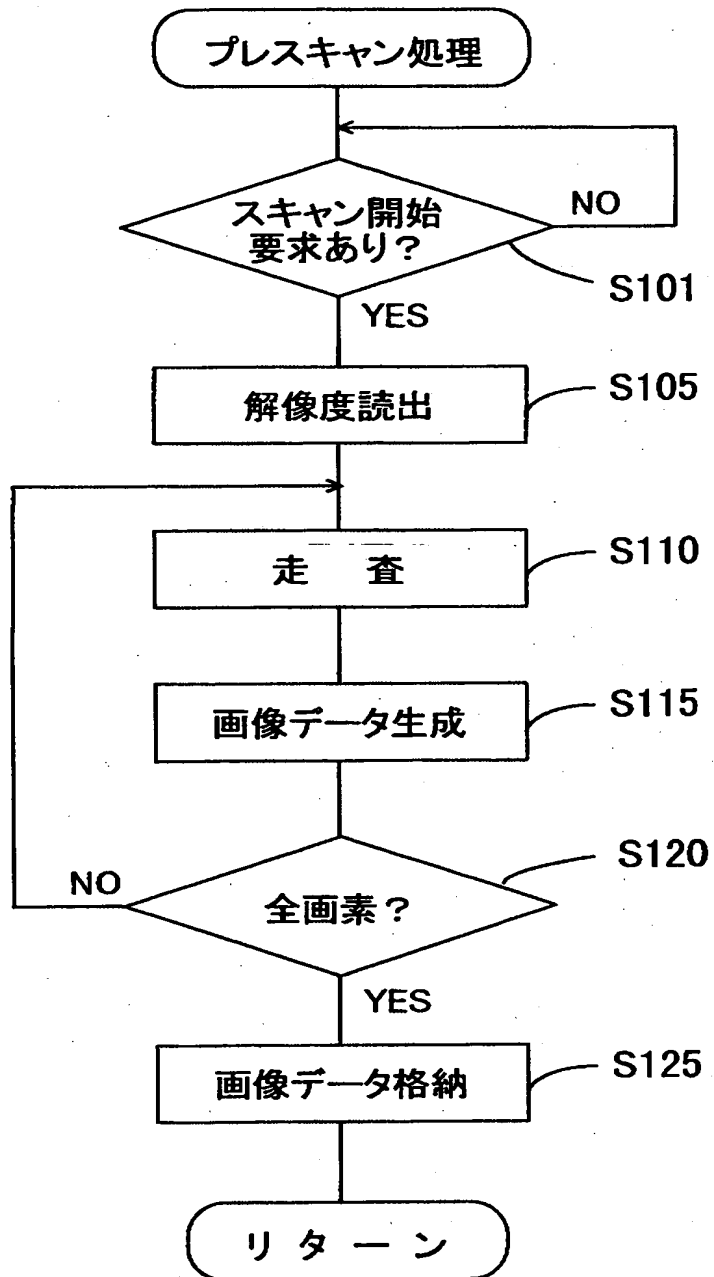 プレスキャン処理
スキャン開始
要求あり?
NO
S101
YES
解像度読出
S105
走 査
S110
画像データ生成
S115
S120
NO
全画素?
YES
画像データ格納
S125
リ タ ー ン